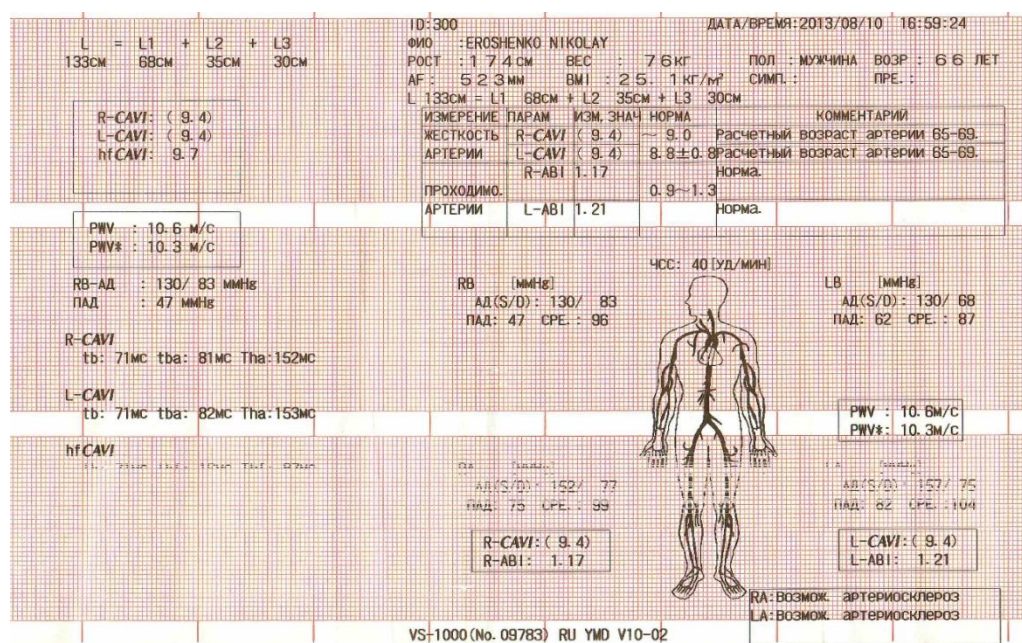 ID:300 ДАТА/ВРЕМЯ:2013/08/10 16:59:24
ФИО :EROSHENKO NIKOLAY
РОСТ :174см ВЕС : 76кг ПОЛ : МУЖЧИНА ВОЗР : 66 ЛЕТ
AF: 523мм BMI : 25. 1кг/м² СИМП.: ПРЕ.:
L 133см = L1 68см + L2 35см + L3 30см
L = L1 + L2 + L3
133см 68см 35см 30см
R-CAVI: ( 9. 4)
L-CAVI: ( 9. 4)
hfCAVI: 9. 7
ИЗМЕРЕНИЕ ПАРАМ ИЗМ. ЗНАЧ НОРМА КОММЕНТАРИЙ
ЖЕСТКОСТЬ R-CAVI ( 9. 4) ~ 9. 0 Расчетный возраст артерии 65-69.
АРТЕРИИ L-CAVI ( 9. 4) 8. 8±0. 8 Расчетный возраст артерии 65-69.
R-ABI 1.17 Норма.
ПРОХОДИМО. 0. 9~1. 3
АРТЕРИИ L-ABI 1.21 Норма.
PWV : 10. 6 м/с
PWV* : 10. 3 м/с
RB-АД : 130/ 83 ммHg
ПАД : 47 ммHg
R-CAVI
tb: 71мс tba: 81мс Tha:152мс
L-CAVI
tb: 71мс tba: 82мс Tha:153мс
hfCAVI
ЧСС: 40[УД/МИН]
RB [ммHg]
АД(S/D): 130/ 83
ПАД: 47 СРЕ.: 96
LB [ммHg]
АД(S/D): 130/ 68
ПАД: 62 СРЕ.: 87
PWV : 10. 6м/с
PWV*: 10. 3м/с
RA [ммHg]
АД(S/D): 152/ 77
ПАД: 75 СРЕ.: 99
LA [ммHg]
АД(S/D): 157/ 75
ПАД: 82 СРЕ.:104
R-CAVI:( 9. 4)
R-ABI: 1.17
L-CAVI:( 9. 4)
L-ABI: 1.21
RA:Возмож. артериосклероз
LA:Возмож. артериосклероз
VS-1000(No. 09783) RU YMD V10-02